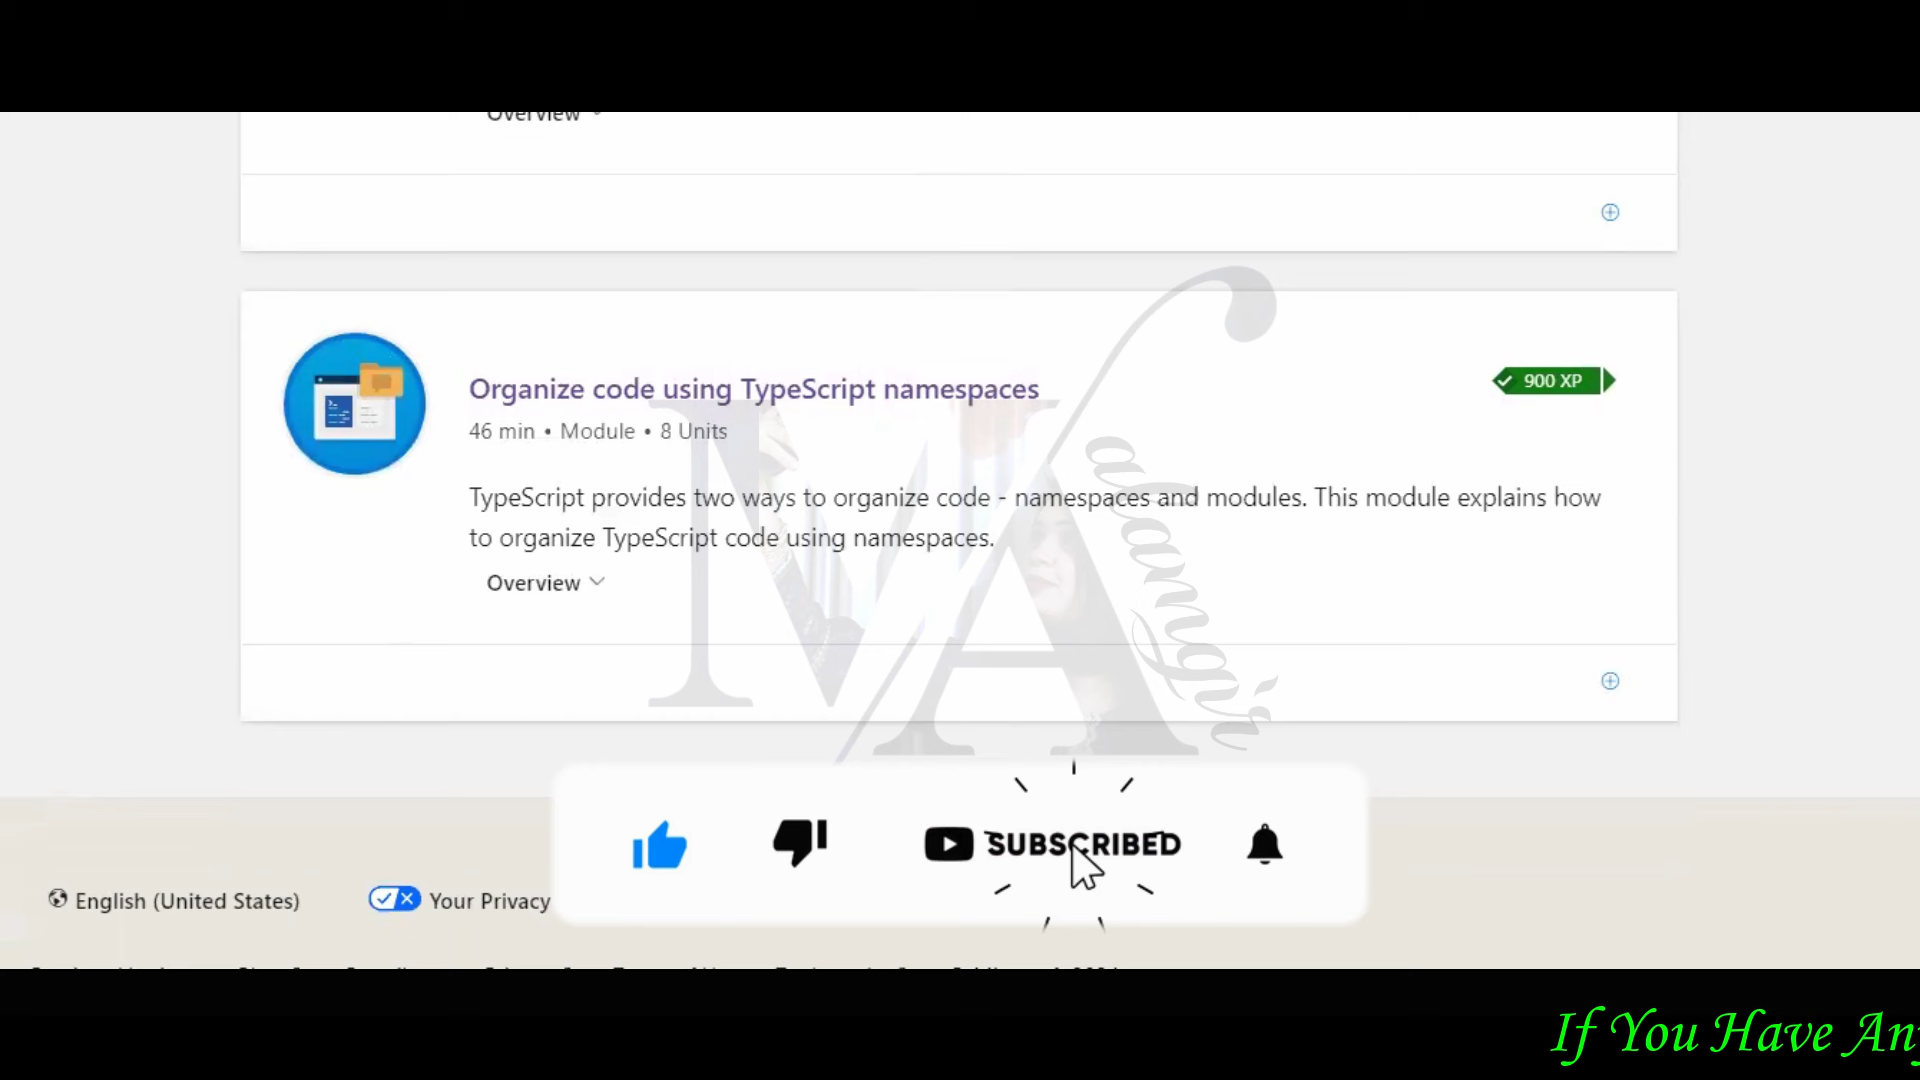 Overview
Organize code using TypeScript namespaces
900 XP
46 min • Module • 8 Units
TypeScript provides two ways to organize code - namespaces and modules. This module explains how
to organize TypeScript code using namespaces.
Overview
MAalamgir
SUBSCRIBED
English (United States)
Your Privacy
If You Have An